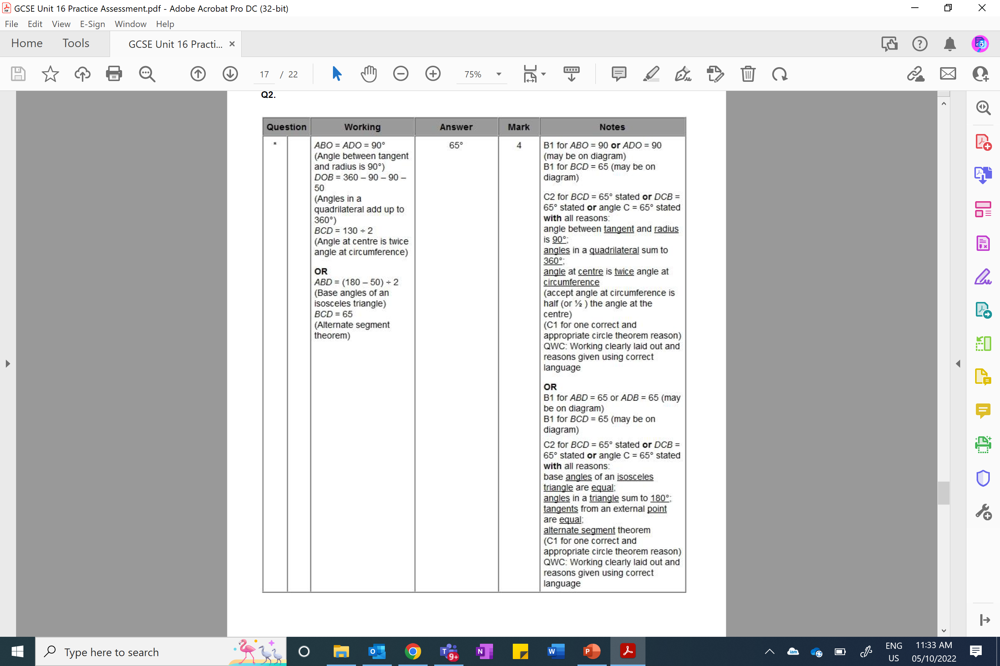 GCSE Unit 16 Practice Assessment.pdf - Adobe Acrobat Pro DC (32-bit)
File Edit View E-Sign Window Help
Home Tools GCSE Unit 16 Practi... ×
17 / 22 75%
Q2.
Question Working Answer Mark Notes
*
ABO = ADO = 90°
(Angle between tangent
and radius is 90°)
DOB = 360 – 90 – 90 –
50
(Angles in a
quadrilateral add up to
360°)
BCD = 130 ÷ 2
(Angle at centre is twice
angle at circumference)
OR
ABD = (180 – 50) ÷ 2
(Base angles of an
isosceles triangle)
BCD = 65
(Alternate segment
theorem)
65°
4
B1 for ABO = 90 or ADO = 90
(may be on diagram)
B1 for BCD = 65 (may be on
diagram)
C2 for BCD = 65° stated or DCB =
65° stated or angle C = 65° stated
with all reasons:
angle between tangent and radius
is 90°;
angles in a quadrilateral sum to
360°;
angle at centre is twice angle at
circumference
(accept angle at circumference is
half (or ½ ) the angle at the
centre)
(C1 for one correct and
appropriate circle theorem reason)
QWC: Working clearly laid out and
reasons given using correct
language
OR
B1 for ABD = 65 or ADB = 65 (may
be on diagram)
B1 for BCD = 65 (may be on
diagram)
C2 for BCD = 65° stated or DCB =
65° stated or angle C = 65° stated
with all reasons:
base angles of an isosceles
triangle are equal;
angles in a triangle sum to 180°;
tangents from an external point
are equal;
alternate segment theorem
(C1 for one correct and
appropriate circle theorem reason)
QWC: Working clearly laid out and
reasons given using correct
language
Type here to search
9+
iam
ENG
US
11:33 AM
05/10/2022